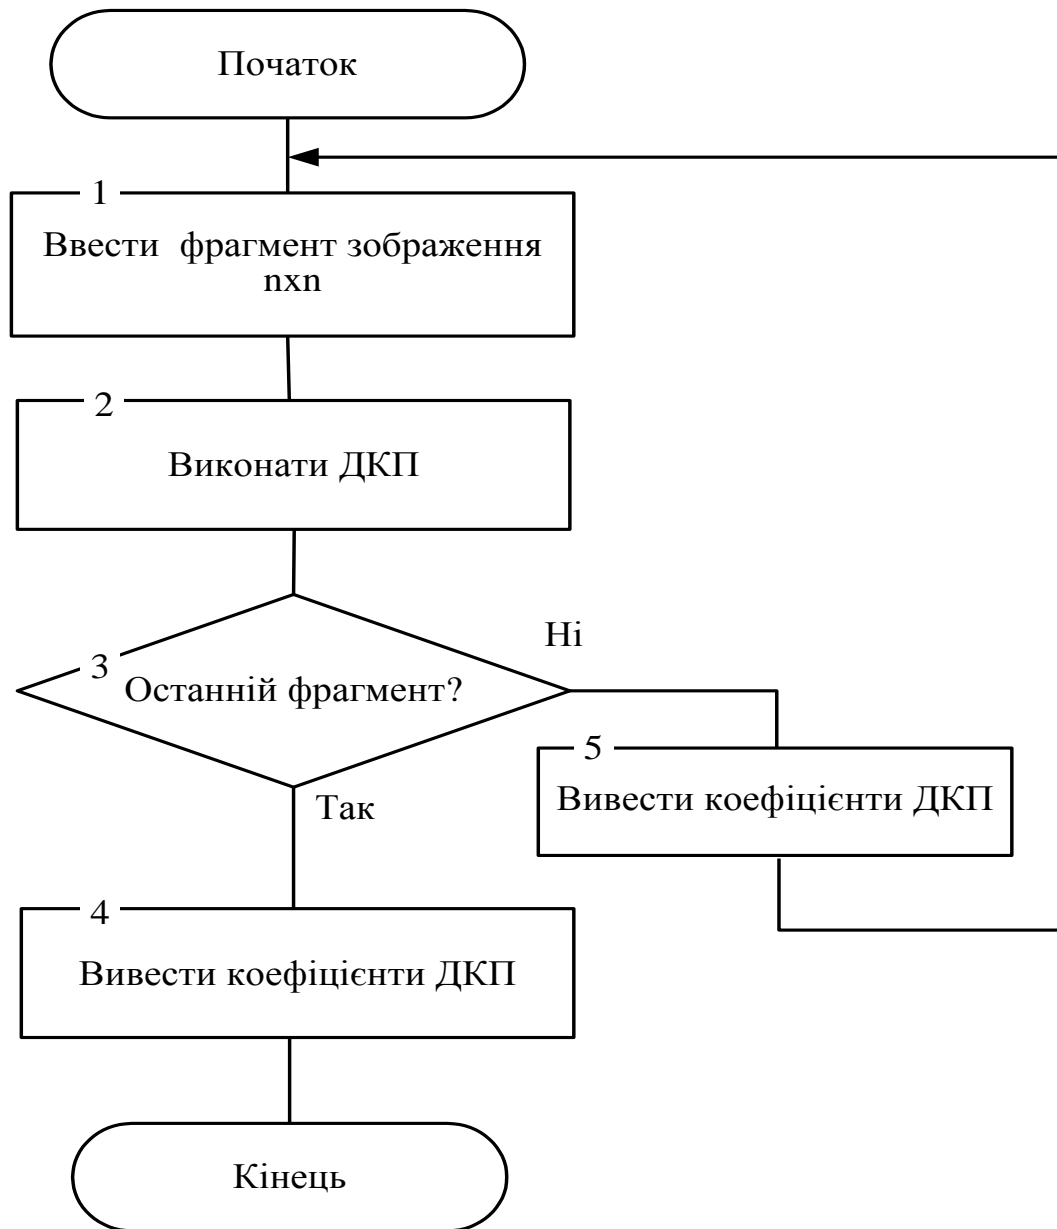 Початок
1
Ввести фрагмент зображення
nxn
2
Виконати ДКП
Ні
3
Останній фрагмент?
5
Вивести коефіцієнти ДКП
Так
4
Вивести коефіцієнти ДКП
Кінець